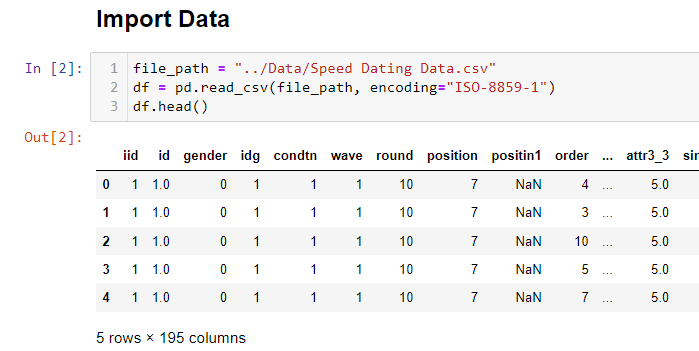 Import Data
In [2]: 1 file_path = "../Data/Speed Dating Data.csv"
2 df = pd.read_csv(file_path, encoding="ISO-8859-1")
3 df.head()
Out[2]:
iid id gender idg condtn wave round position positin1 order ... attr3_3
0 1 1.0 0 1 1 1 10 7 NaN 4 ... 5.0
1 1 1.0 0 1 1 1 10 7 NaN 3 ... 5.0
2 1 1.0 0 1 1 1 10 7 NaN 10 ... 5.0
3 1 1.0 0 1 1 1 10 7 NaN 5 ... 5.0
4 1 1.0 0 1 1 1 10 7 NaN 7 ... 5.0
5 rows × 195 columns